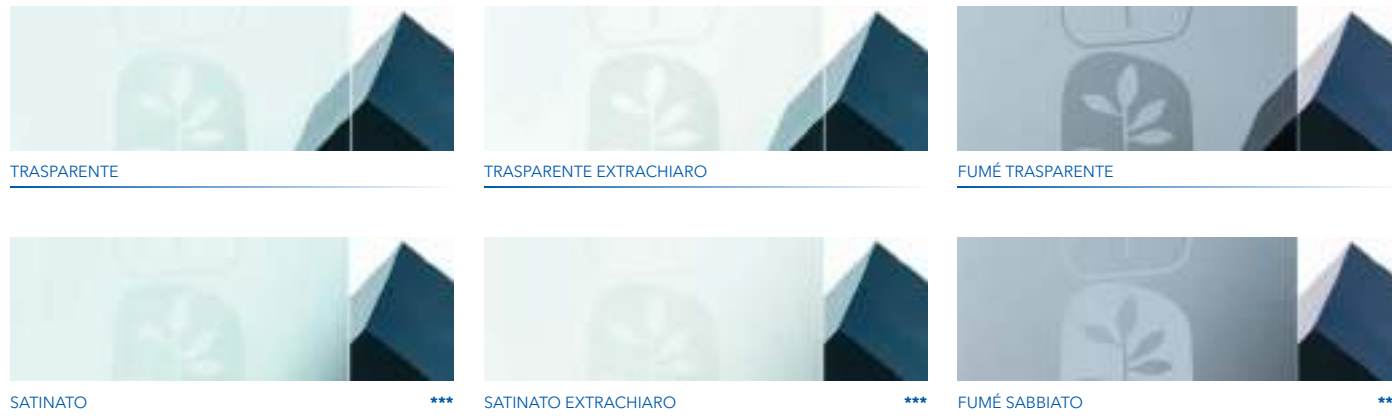 TRASPARENTE
TRASPARENTE EXTRACHIARO
FUMÉ TRASPARENTE
SATINATO ***
SATINATO EXTRACHIARO ***
FUMÉ SABBIATO **